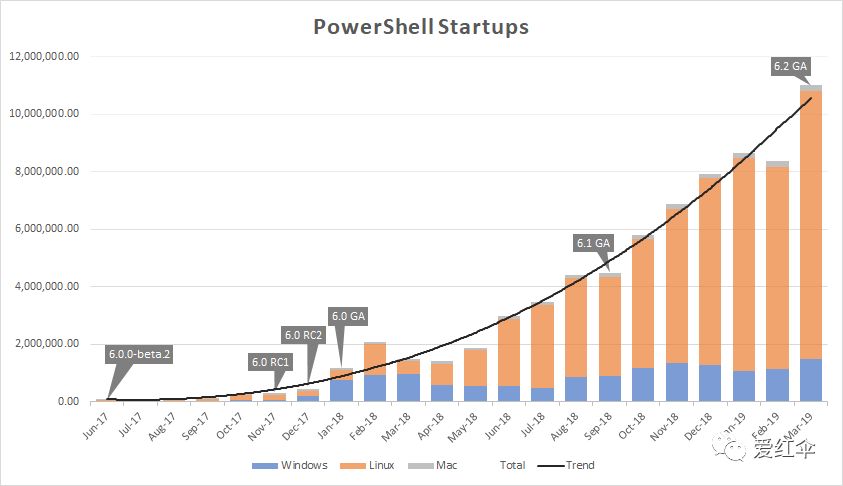 PowerShell Startups
12,000,000.00
10,000,000.00
8,000,000.00
6,000,000.00
4,000,000.00
2,000,000.00
0.00
6.0.0-beta.2
6.0 RC1
6.0 RC2
6.0 GA
6.1 GA
6.2 GA
Jun-17
Jul-17
Aug-17
Sep-17
Oct-17
Nov-17
Dec-17
Jan-18
Feb-18
Mar-18
Apr-18
May-18
Jun-18
Jul-18
Aug-18
Sep-18
Oct-18
Nov-18
Dec-18
Jan-19
Feb-19
Mar-19
Windows Linux Mac Total Trend
爱红伞